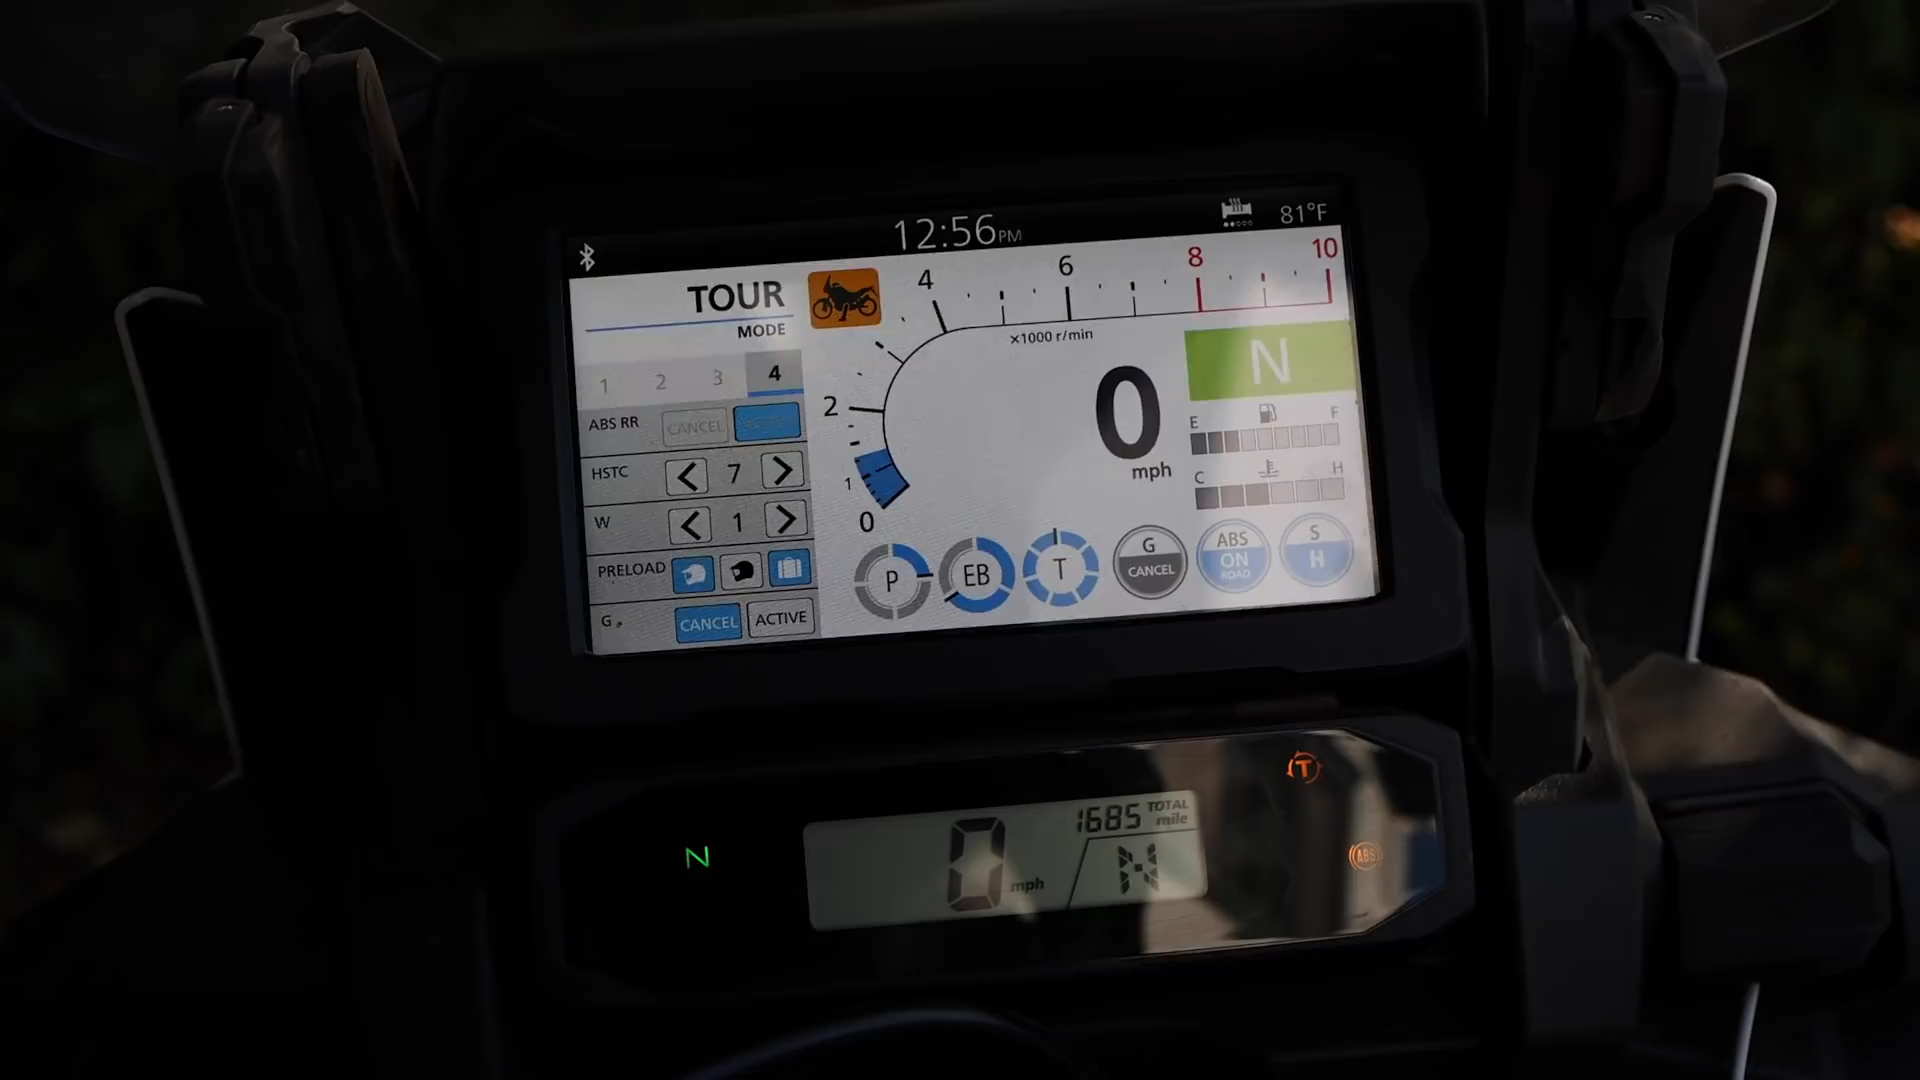 12:56PM
81°F
TOUR
MODE
1 2 3 4
ABS RR CANCEL
HSTC 7
W 1
PRELOAD
G CANCEL ACTIVE
0 1 2 4 6 8 10
×1000 r/min
0
mph
N
E F
C H
P
EB
T
G
CANCEL
ABS
ON
ROAD
S
H
T
1685 TOTAL
mile
N
0 mph
N
ABS